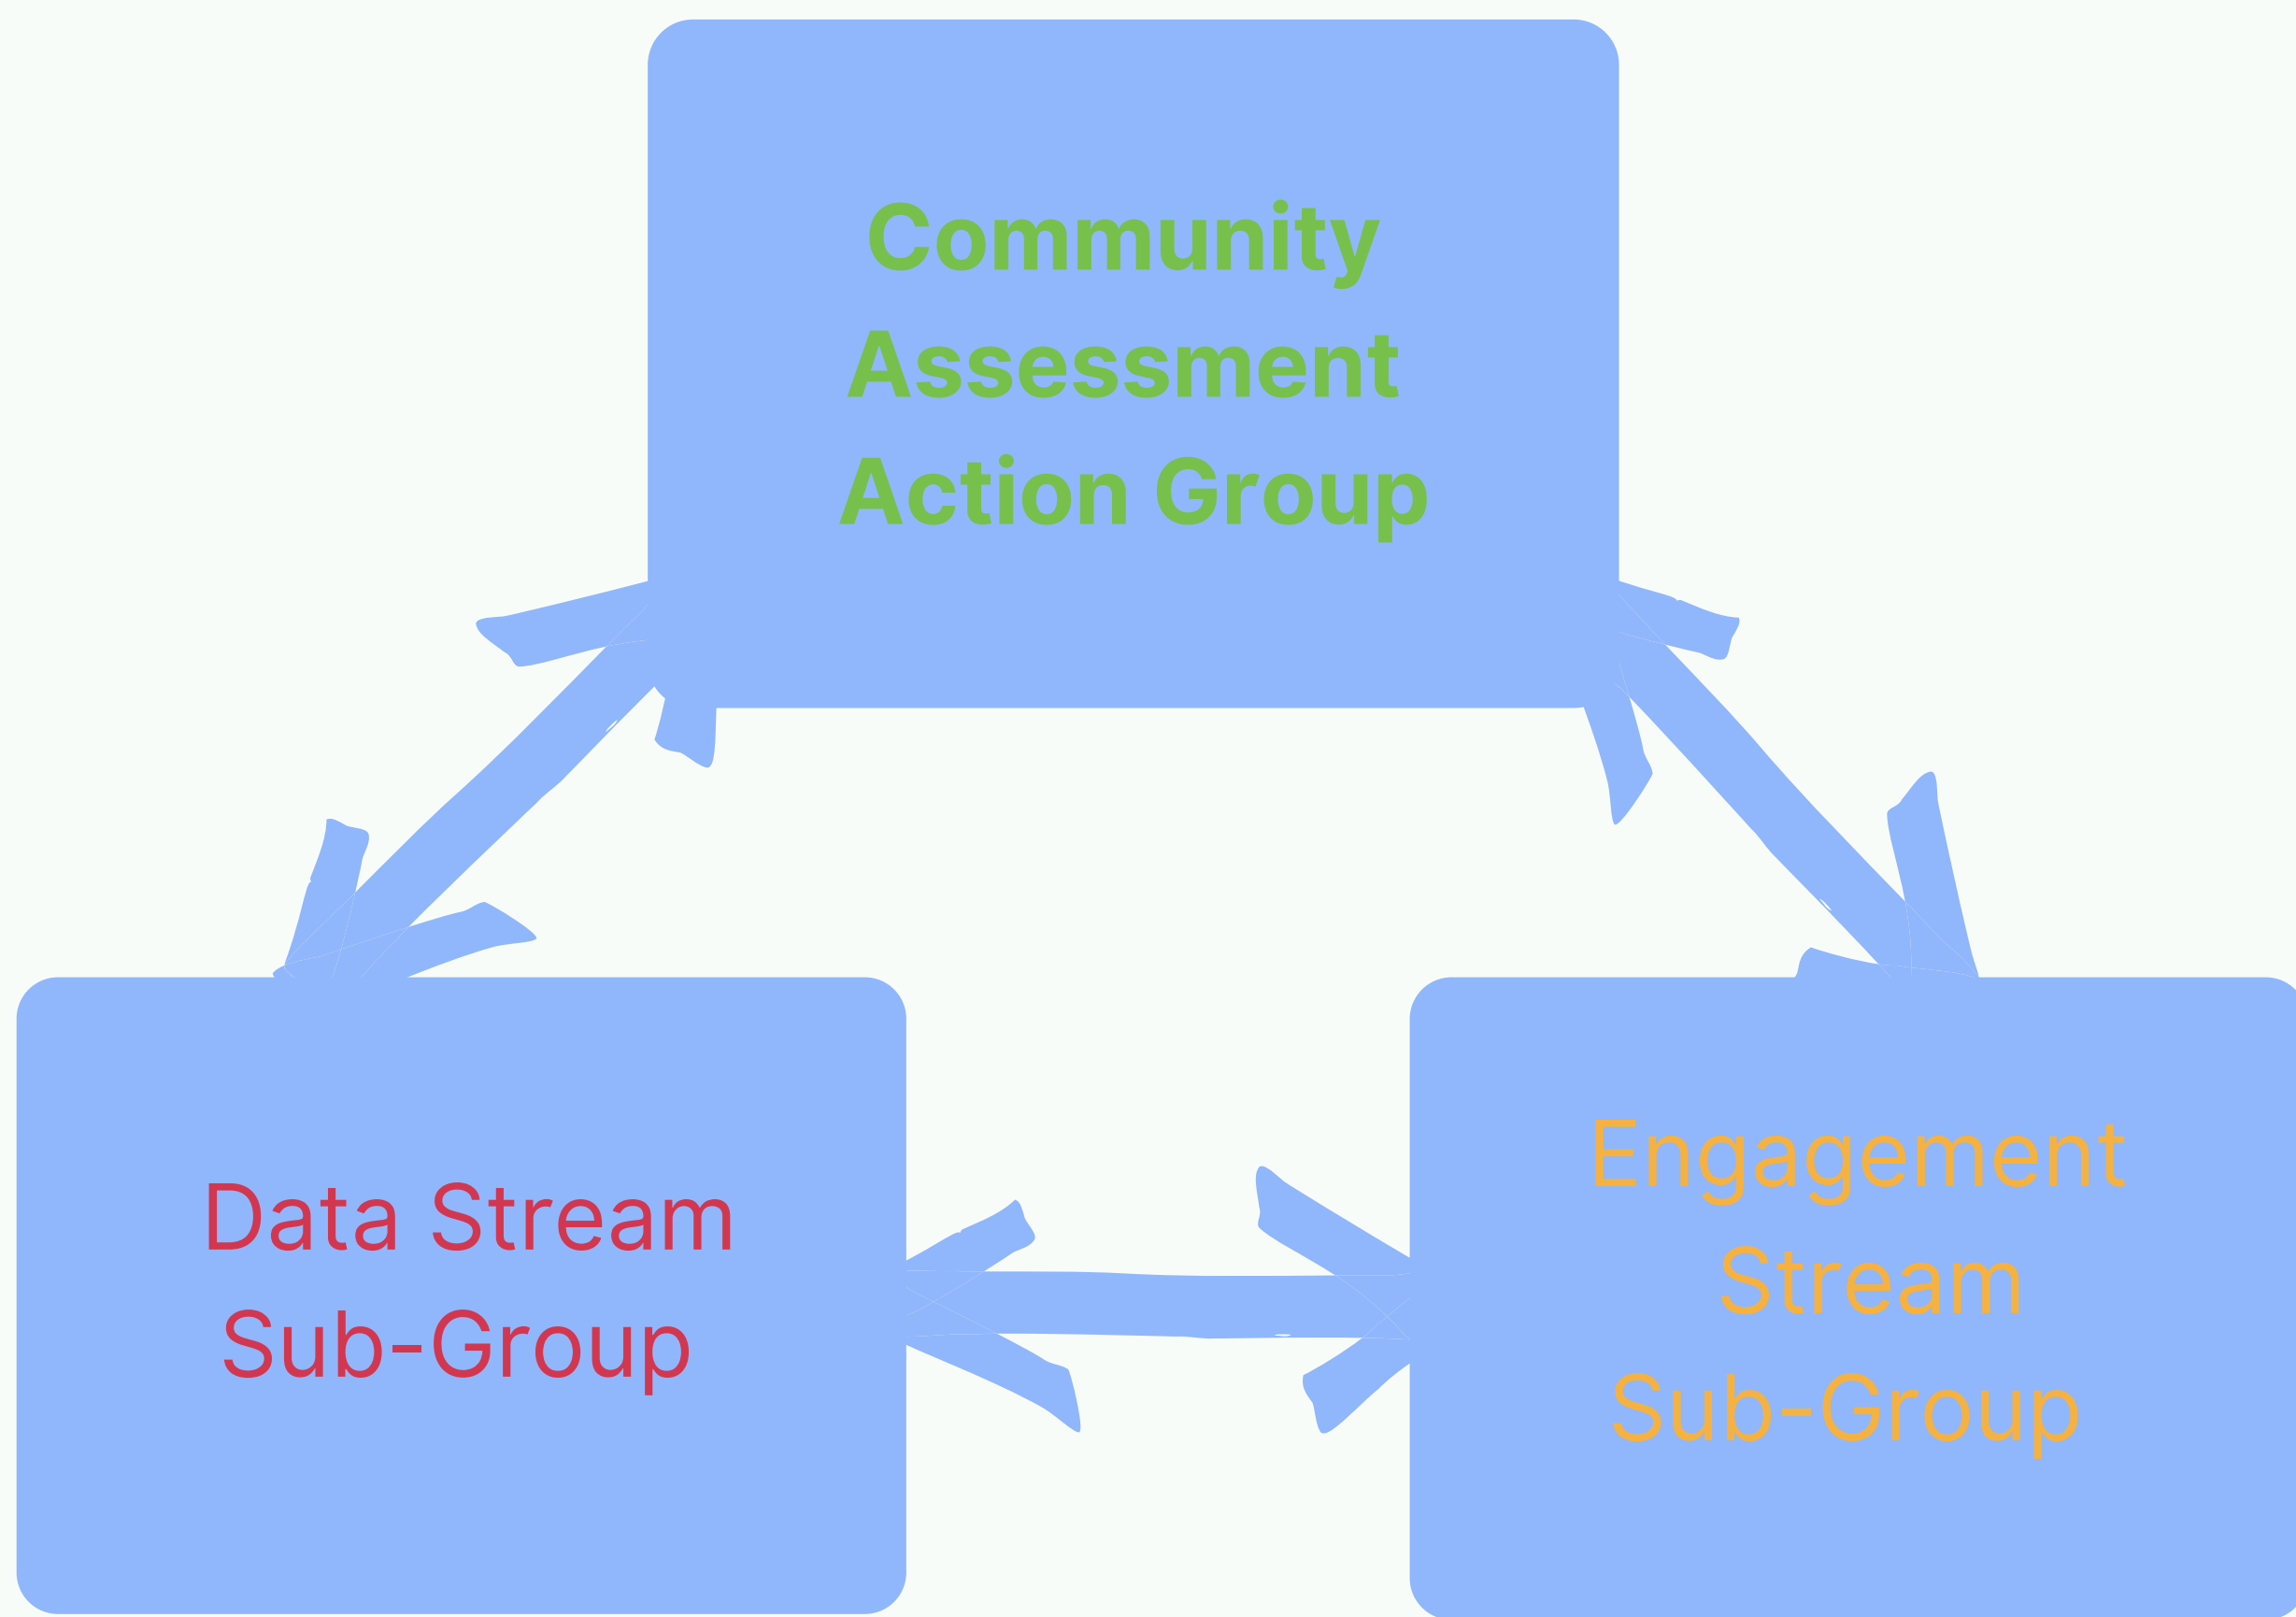 Community
Assessment
Action Group
Data Stream
Sub-Group
Engagement
Stream
Sub-Group